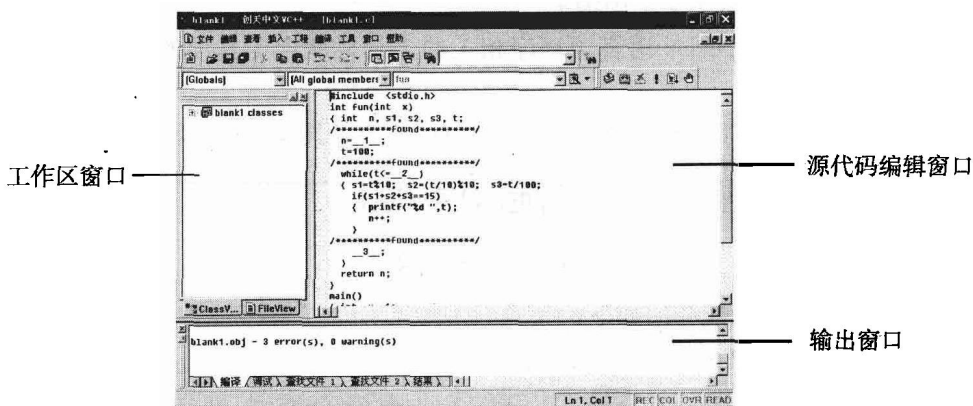 blank1 - 创天中文VC++ - [blank1.c]
文件 编辑 查看 插入 工程 编译 工具 窗口 帮助
[Globals] [All global members fun
blank1 classes
#include <stdio.h>
int fun(int x)
{ int n, s1, s2, s3, t;
/**********found**********/
n=__1__;
t=100;
/**********found**********/
while(t<=__2__)
{ s1=t%10; s2=(t/10)%10; s3=t/100;
if(s1+s2+s3==15)
{ printf("%d ",t);
n++;
}
/**********found**********/
__3__;
}
return n;
}
main()
工作区窗口
源代码编辑窗口
ClassV... FileView
blank1.obj - 3 error(s), 0 warning(s)
输出窗口
编译 调试 查找文件 1 查找文件 2 结果
Ln 1, Col 1 REC COL OVR READ